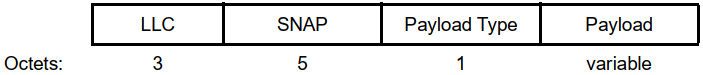 LLC SNAP Payload Type Payload
Octets: 3 5 1 variable